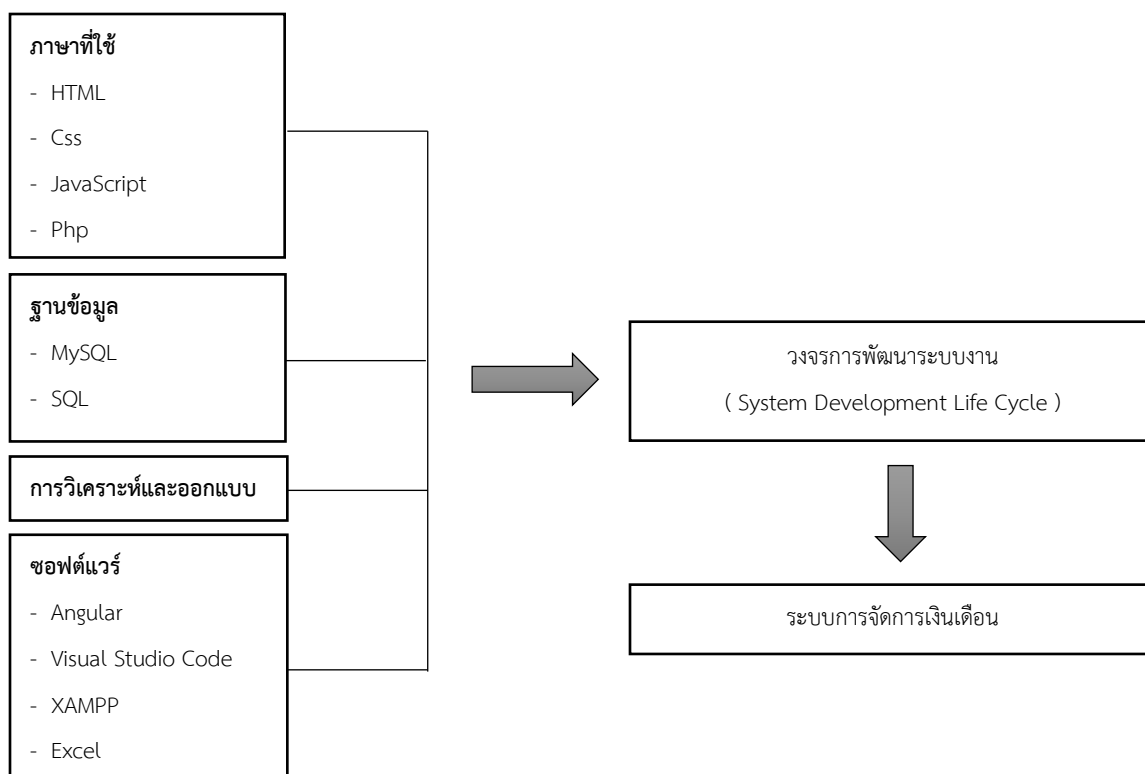 ภาษาที่ใช้
- HTML
- Css
- JavaScript
- Php
ฐานข้อมูล
- MySQL
- SQL
การวิเคราะห์และออกแบบ
ซอฟต์แวร์
- Angular
- Visual Studio Code
- XAMPP
- Excel
วงจรการพัฒนาระบบงาน
( System Development Life Cycle )
ระบบการจัดการเงินเดือน